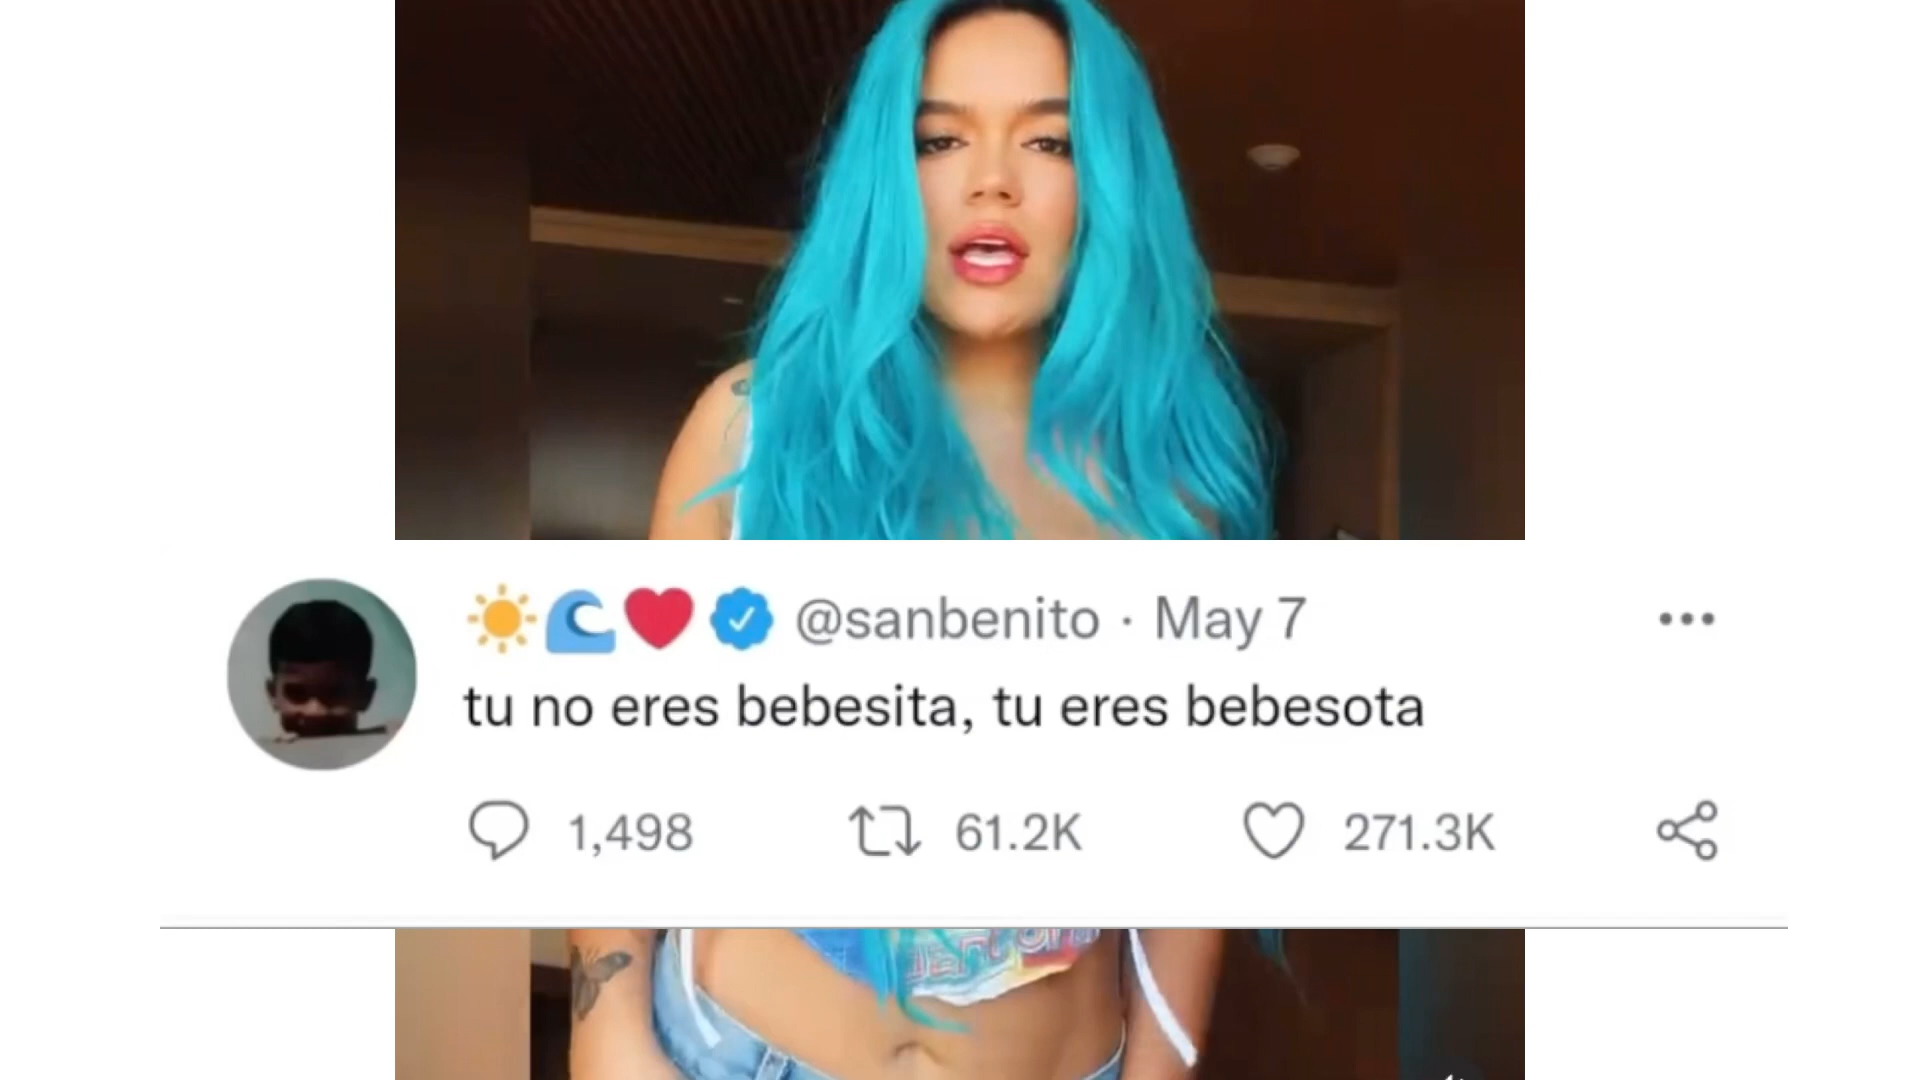 @sanbenito · May 7
tu no eres bebesita, tu eres bebesota
1,498 61.2K 271.3K